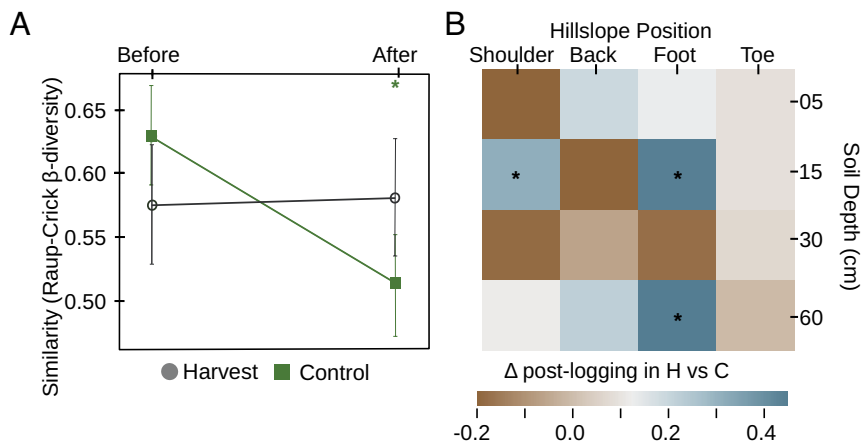 A
Before After
*
Similarity (Raup-Crick β-diversity)
0.65
0.60
0.55
0.50
Harvest Control
B
Hillslope Position
Shoulder Back Foot Toe
* *
*
05
15
30
60
Soil Depth (cm)
Δ post-logging in H vs C
-0.2 0.0 0.2 0.4